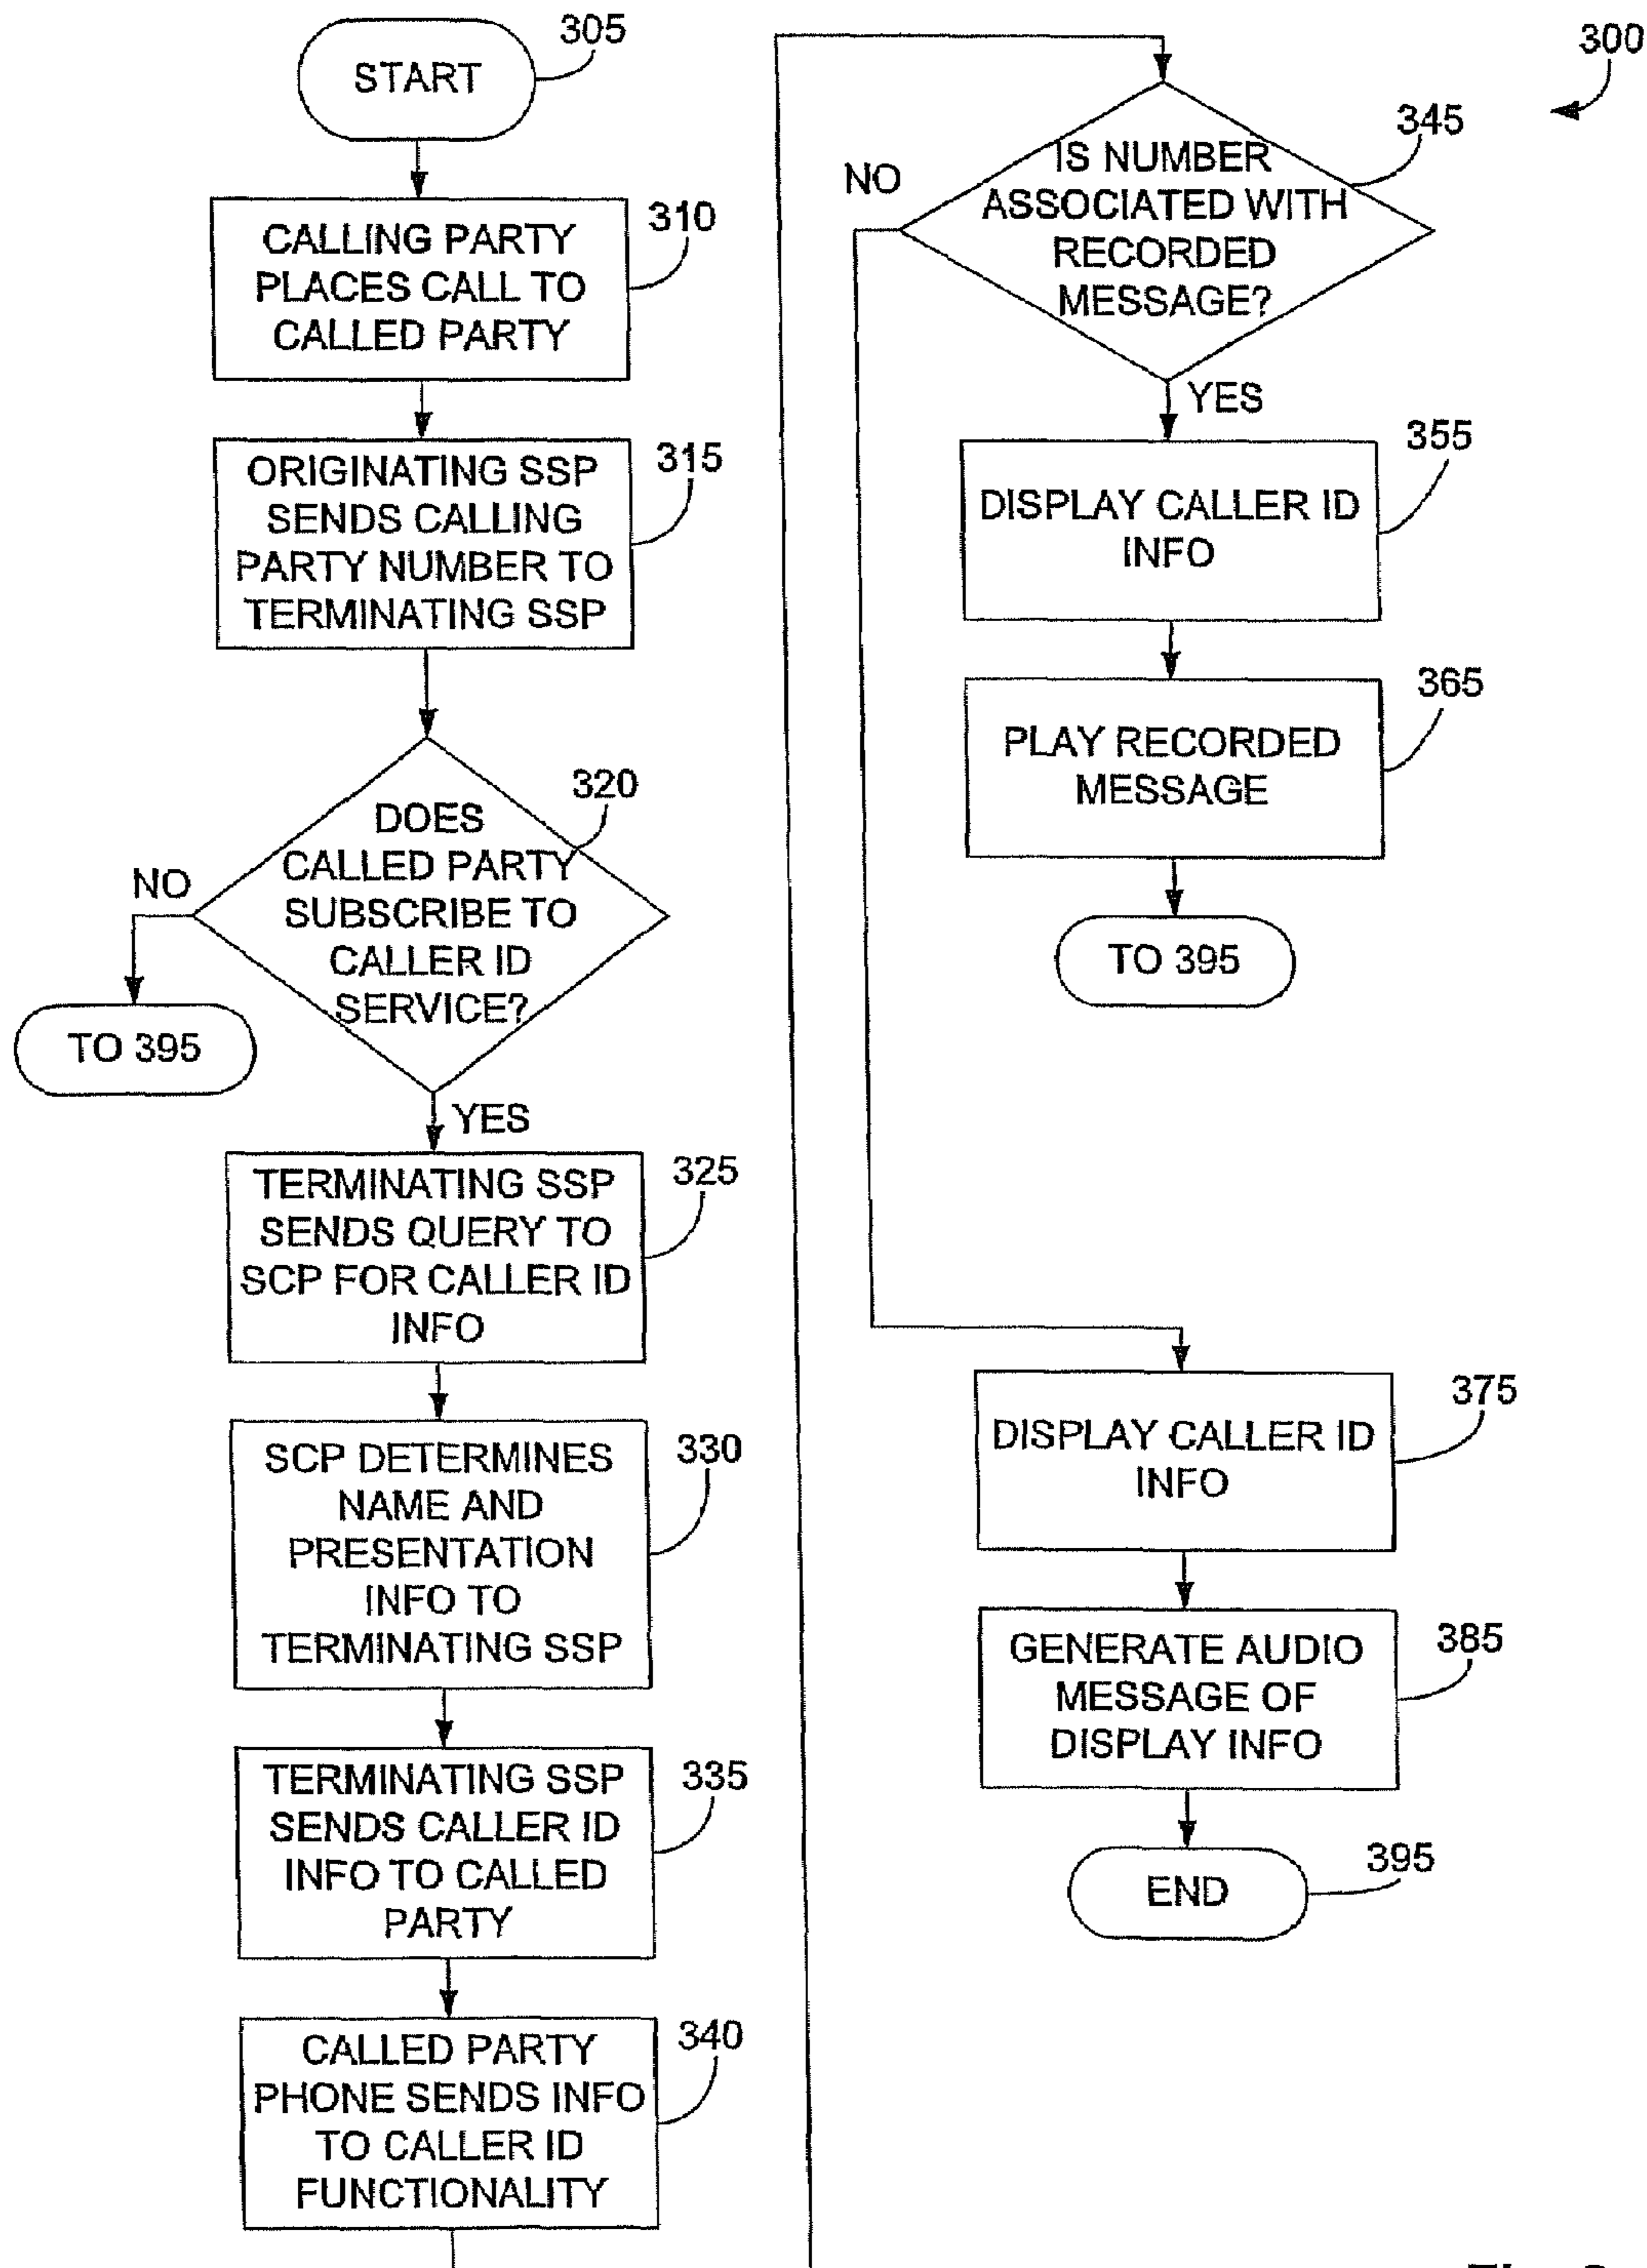 START
305
CALLING PARTY
PLACES CALL TO
CALLED PARTY
310
ORIGINATING SSP
SENDS CALLING
PARTY NUMBER TO
TERMINATING SSP
315
DOES
CALLED PARTY
SUBSCRIBE TO
CALLER ID
SERVICE?
320
NO
TO 395
YES
TERMINATING SSP
SENDS QUERY TO
SCP FOR CALLER ID
INFO
325
SCP DETERMINES
NAME AND
PRESENTATION
INFO TO
TERMINATING SSP
330
TERMINATING SSP
SENDS CALLER ID
INFO TO CALLED
PARTY
335
CALLED PARTY
PHONE SENDS INFO
TO CALLER ID
FUNCTIONALITY
340
300
IS NUMBER
ASSOCIATED WITH
RECORDED
MESSAGE?
345
NO
YES
DISPLAY CALLER ID
INFO
355
PLAY RECORDED
MESSAGE
365
TO 395
DISPLAY CALLER ID
INFO
375
GENERATE AUDIO
MESSAGE OF
DISPLAY INFO
385
END
395